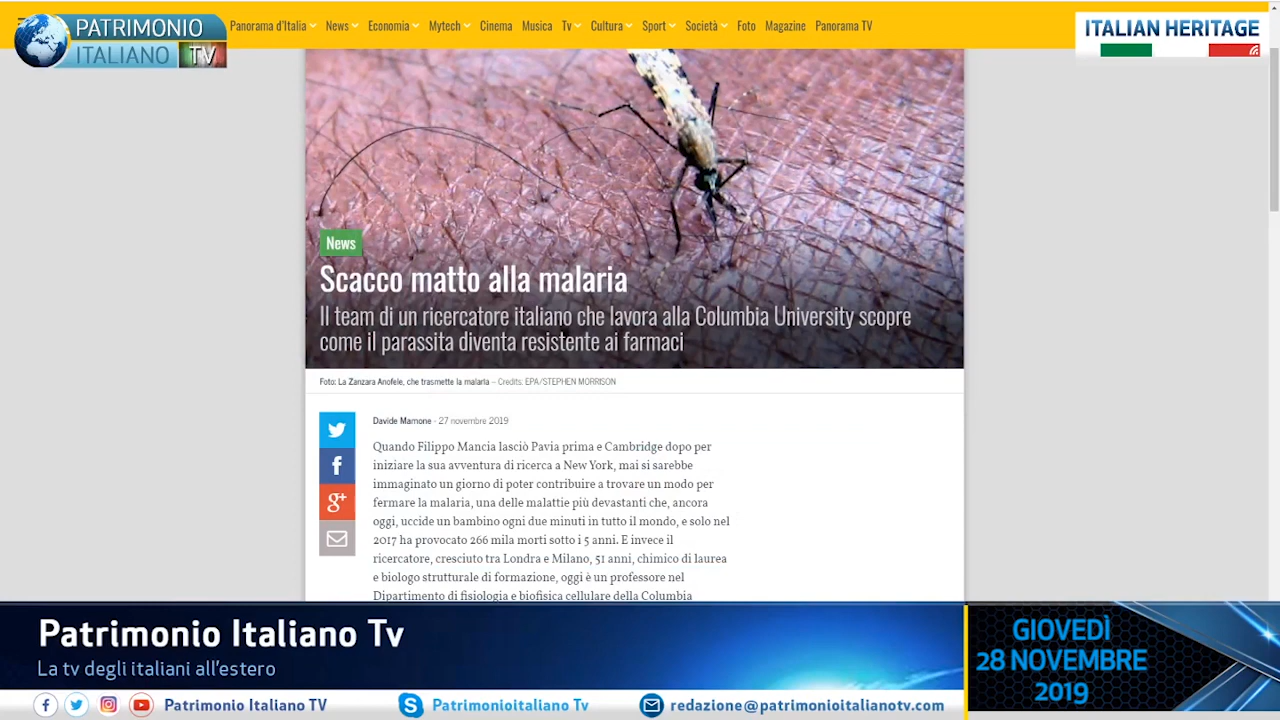 PATRIMONIO
ITALIANO TV
Panorama d'Italia News Economia Mytech Cinema Musica Tv Cultura Sport Società Foto Magazine Panorama TV
ITALIAN HERITAGE
News
Scacco matto alla malaria
Il team di un ricercatore italiano che lavora alla Columbia University scopre
come il parassita diventa resistente ai farmaci
Foto: La Zanzara Anofele, che trasmette la malaria – Credits: EPA/STEPHEN MORRISON
Davide Mamone - 27 novembre 2019
Quando Filippo Mancia lasciò Pavia prima e Cambridge dopo per
iniziare la sua avventura di ricerca a New York, mai si sarebbe
immaginato un giorno di poter contribuire a trovare un modo per
fermare la malaria, una delle malattie più devastanti che, ancora
oggi, uccide un bambino ogni due minuti in tutto il mondo, e solo nel
2017 ha provocato 266 mila morti sotto i 5 anni. E invece il
ricercatore, cresciuto tra Londra e Milano, 51 anni, chimico di laurea
e biologo strutturale di formazione, oggi è un professore nel
Dipartimento di fisiologia e biofisica cellulare della Columbia
Patrimonio Italiano Tv
La tv degli italiani all'estero
GIOVEDÌ
28 NOVEMBRE
2019
Patrimonio Italiano TV
Patrimonioitaliano Tv
redazione@patrimonioitalianotv.com